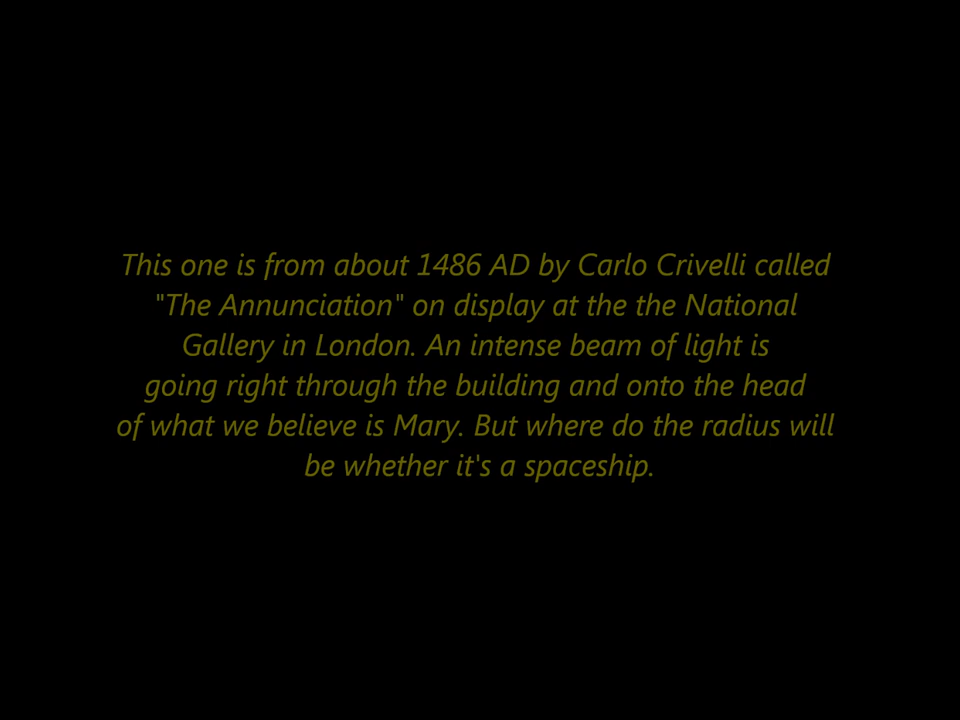 This one is from about 1486 AD by Carlo Crivelli called
"The Annunciation" on display at the the National
Gallery in London. An intense beam of light is
going right through the building and onto the head
of what we believe is Mary. But where do the radius will
be whether it's a spaceship.